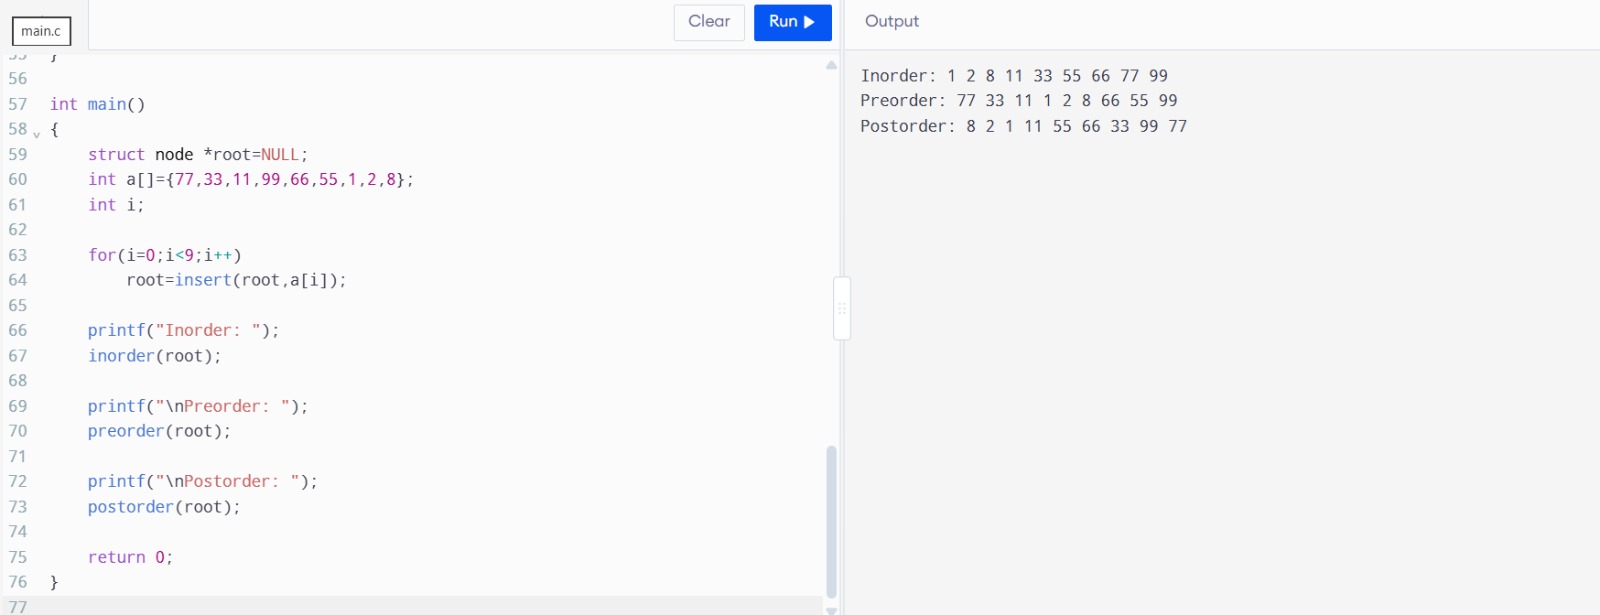 main.c
Clear
Run
Output
55 }
56
57 int main()
58 {
59 struct node *root=NULL;
60 int a[]={77,33,11,99,66,55,1,2,8};
61 int i;
62
63 for(i=0;i<9;i++)
64 root=insert(root,a[i]);
65
66 printf("Inorder: ");
67 inorder(root);
68
69 printf("\nPreorder: ");
70 preorder(root);
71
72 printf("\nPostorder: ");
73 postorder(root);
74
75 return 0;
76 }
77
Inorder: 1 2 8 11 33 55 66 77 99
Preorder: 77 33 11 1 2 8 66 55 99
Postorder: 8 2 1 11 55 66 33 99 77